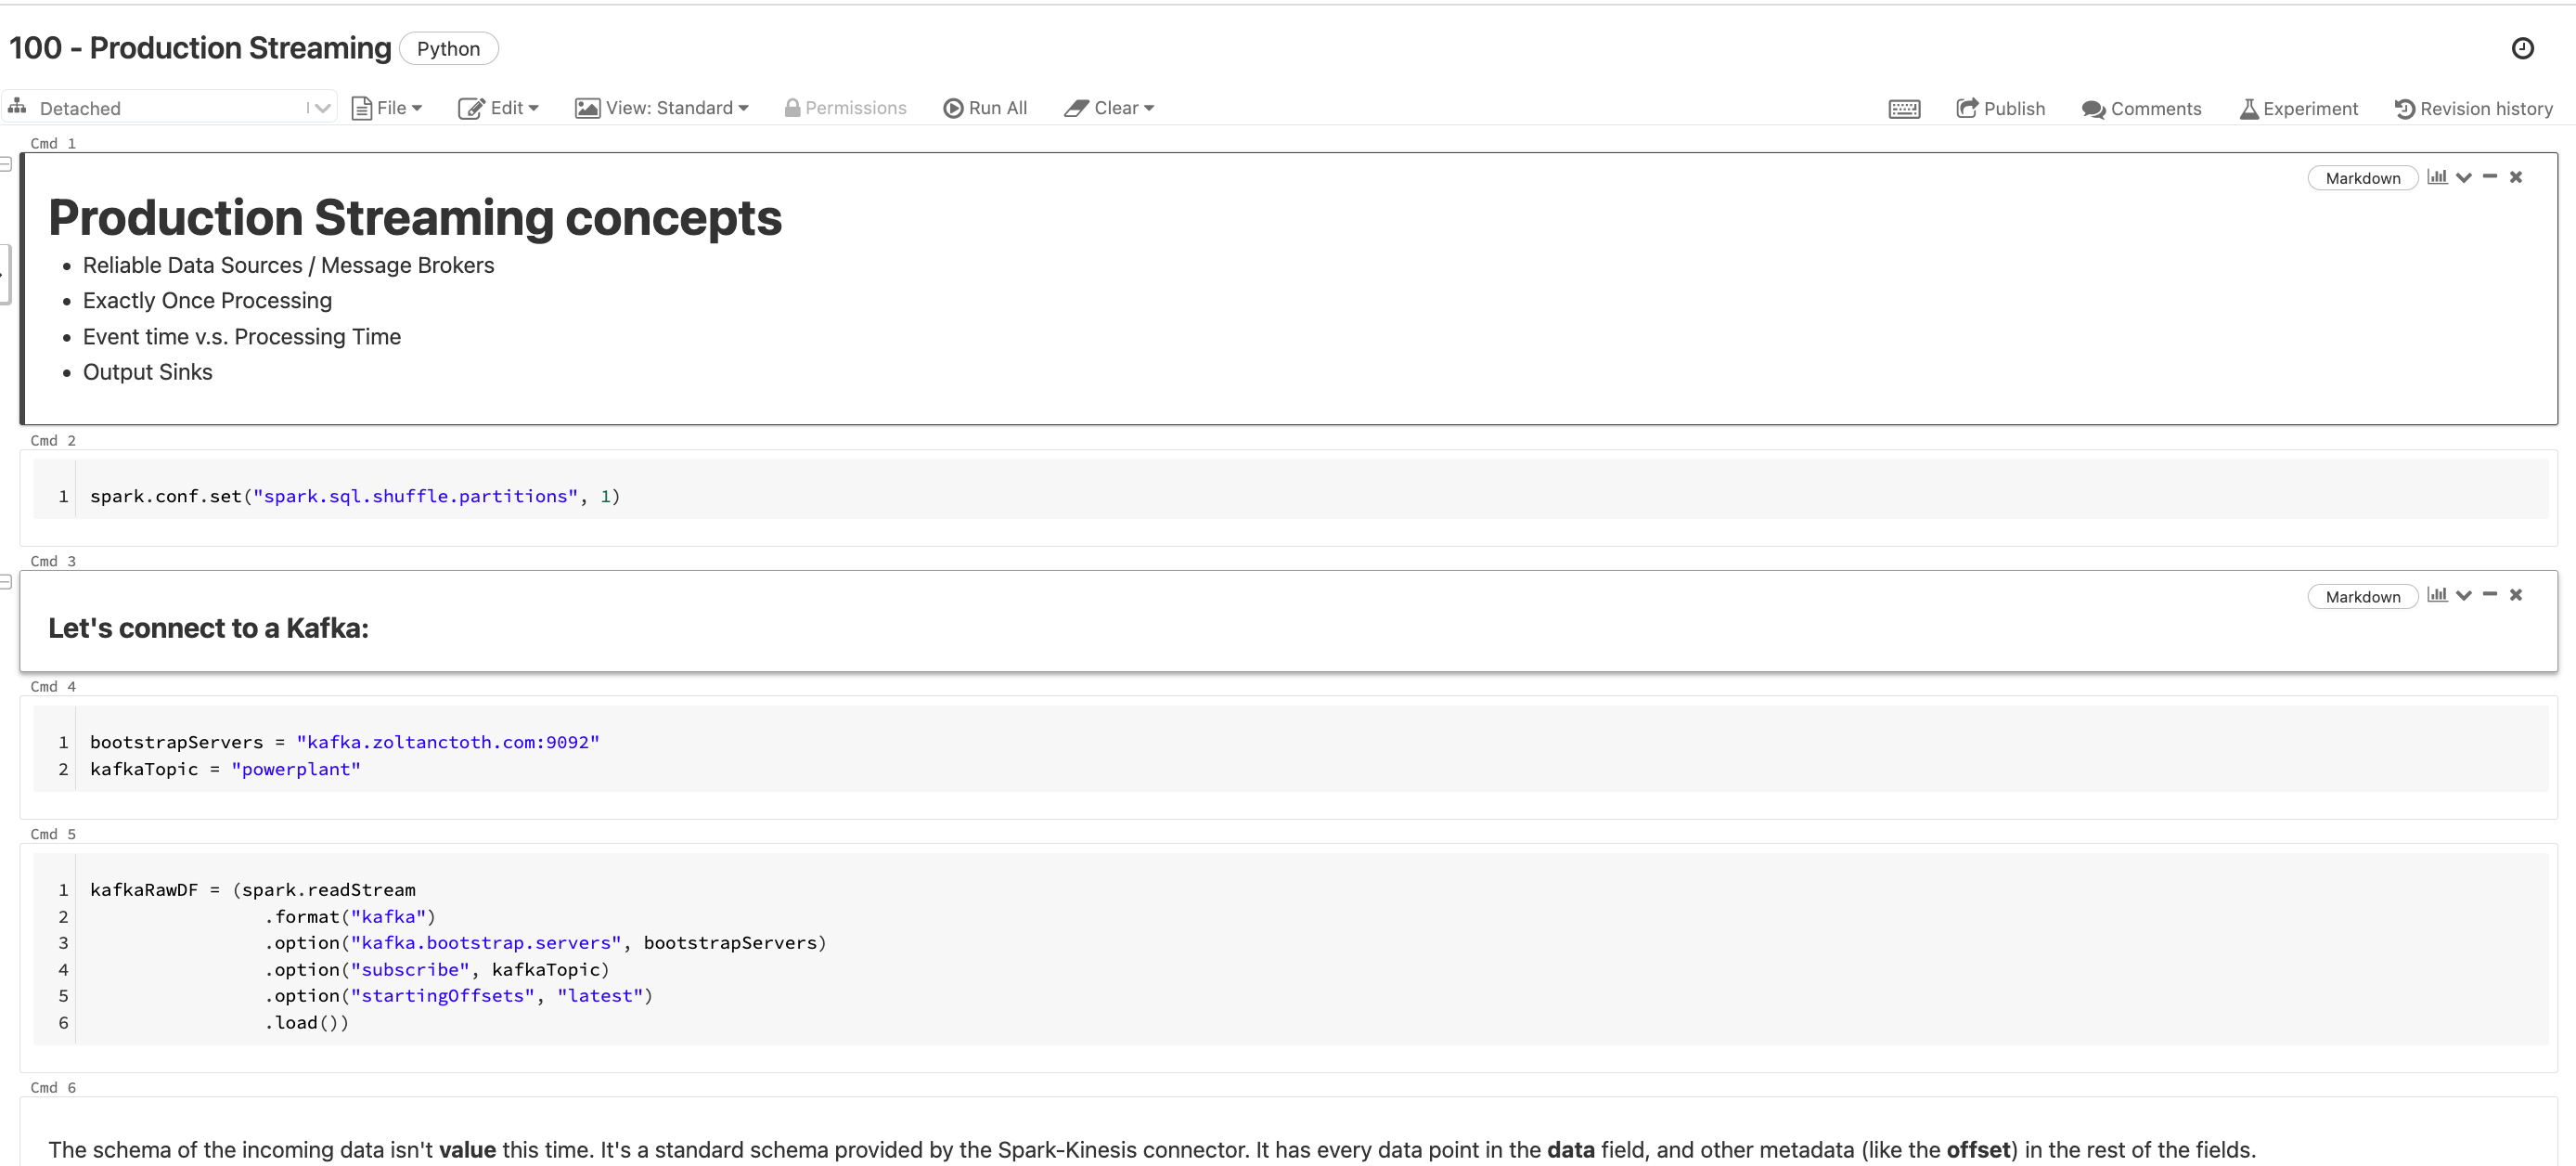 100 - Production Streaming Python
Detached File Edit View: Standard Permissions Run All Clear Publish Comments Experiment Revision history
Cmd 1
Markdown
Production Streaming concepts
• Reliable Data Sources / Message Brokers
• Exactly Once Processing
• Event time v.s. Processing Time
• Output Sinks
Cmd 2
1 spark.conf.set("spark.sql.shuffle.partitions", 1)
Cmd 3
Markdown
Let's connect to a Kafka:
Cmd 4
1 bootstrapServers = "kafka.zoltanctoth.com:9092"
2 kafkaTopic = "powerplant"
Cmd 5
1 kafkaRawDF = (spark.readStream
2 .format("kafka")
3 .option("kafka.bootstrap.servers", bootstrapServers)
4 .option("subscribe", kafkaTopic)
5 .option("startingOffsets", "latest")
6 .load())
Cmd 6
The schema of the incoming data isn't value this time. It's a standard schema provided by the Spark-Kinesis connector. It has every data point in the data field, and other metadata (like the offset) in the rest of the fields.